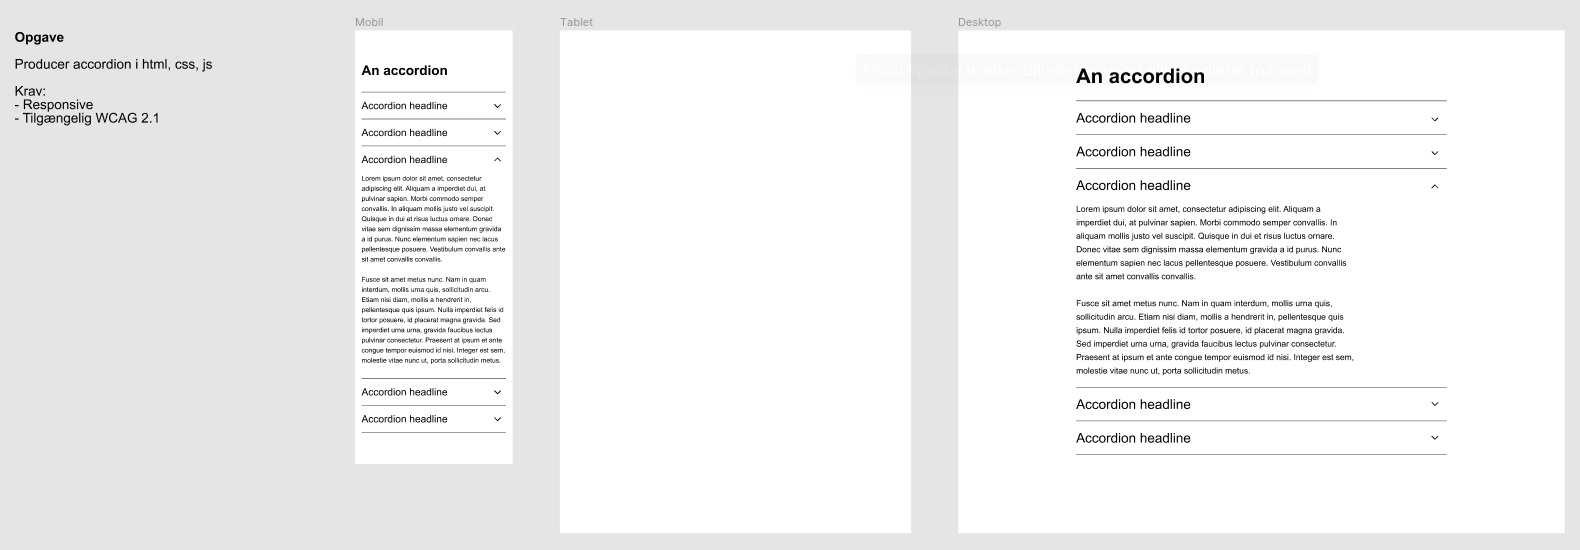 Opgave
Producer accordion i html, css, js
Krav:
- Responsive
- Tilgængelig WCAG 2.1
Mobil
An accordion
Accordion headline
Accordion headline
Accordion headline
Lorem ipsum dolor sit amet, consectetur
adipiscing elit. Aliquam a imperdiet dui, at
pulvinar sapien. Morbi commodo semper
convallis. In aliquam mollis justo vel suscipit.
Quisque in dui et risus luctus ornare. Donec
vitae sem dignissim massa elementum gravida
a id purus. Nunc elementum sapien nec lacus
pellentesque posuere. Vestibulum convallis ante
sit amet convallis convallis.
Fusce sit amet metus nunc. Nam in quam
interdum, mollis urna quis, sollicitudin arcu.
Etiam nisi diam, mollis a hendrerit in,
pellentesque quis ipsum. Nulla imperdiet felis id
tortor posuere, id placerat magna gravida. Sed
imperdiet urna urna, gravida faucibus lectus
pulvinar consectetur. Praesent at ipsum et ante
congue tempor euismod id nisi. Integer est sem,
molestie vitae nunc ut, porta sollicitudin metus.
Accordion headline
Accordion headline
Tablet
Desktop
Afslut efter billedet manuelt
An accordion
Accordion headline
Accordion headline
Accordion headline
Lorem ipsum dolor sit amet, consectetur adipiscing elit. Aliquam a
imperdiet dui, at pulvinar sapien. Morbi commodo semper convallis. In
aliquam mollis justo vel suscipit. Quisque in dui et risus luctus ornare.
Donec vitae sem dignissim massa elementum gravida a id purus. Nunc
elementum sapien nec lacus pellentesque posuere. Vestibulum convallis
ante sit amet convallis convallis.
Fusce sit amet metus nunc. Nam in quam interdum, mollis urna quis,
sollicitudin arcu. Etiam nisi diam, mollis a hendrerit in, pellentesque quis
ipsum. Nulla imperdiet felis id tortor posuere, id placerat magna gravida.
Sed imperdiet urna urna, gravida faucibus lectus pulvinar consectetur.
Praesent at ipsum et ante congue tempor euismod id nisi. Integer est sem,
molestie vitae nunc ut, porta sollicitudin metus.
Accordion headline
Accordion headline